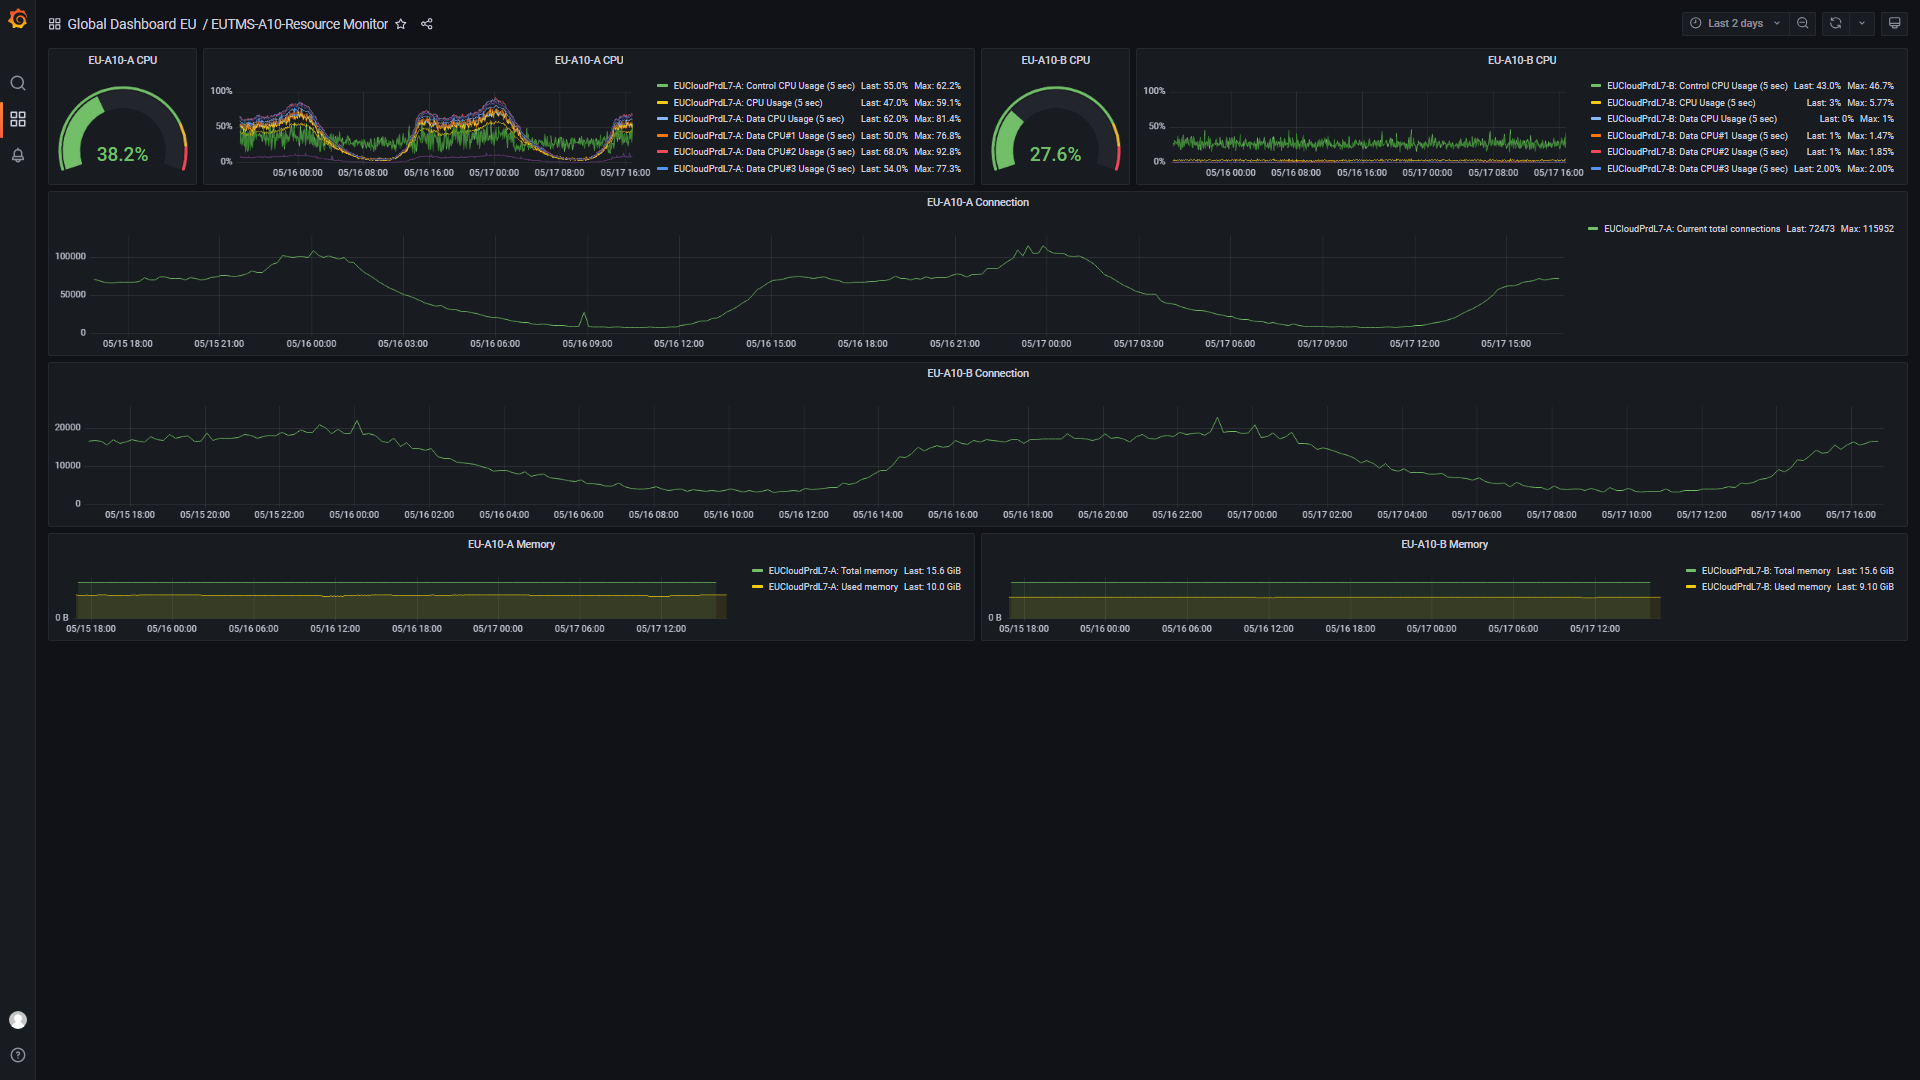 Global Dashboard EU / EUTMS-A10-Resource Monitor
Last 2 days
EU-A10-A CPU
38.2%
EU-A10-A CPU
100%
50%
0%
05/16 00:00 05/16 08:00 05/16 16:00 05/17 00:00 05/17 08:00 05/17 16:00
EUCloudPrdL7-A: Control CPU Usage (5 sec) Last: 55.0% Max: 62.2%
EUCloudPrdL7-A: CPU Usage (5 sec) Last: 47.0% Max: 59.1%
EUCloudPrdL7-A: Data CPU Usage (5 sec) Last: 62.0% Max: 81.4%
EUCloudPrdL7-A: Data CPU#1 Usage (5 sec) Last: 50.0% Max: 76.8%
EUCloudPrdL7-A: Data CPU#2 Usage (5 sec) Last: 68.0% Max: 92.8%
EUCloudPrdL7-A: Data CPU#3 Usage (5 sec) Last: 54.0% Max: 77.3%
EU-A10-B CPU
27.6%
EU-A10-B CPU
100%
50%
0%
05/16 00:00 05/16 08:00 05/16 16:00 05/17 00:00 05/17 08:00 05/17 16:00
EUCloudPrdL7-B: Control CPU Usage (5 sec) Last: 43.0% Max: 46.7%
EUCloudPrdL7-B: CPU Usage (5 sec) Last: 3% Max: 5.77%
EUCloudPrdL7-B: Data CPU Usage (5 sec) Last: 0% Max: 1%
EUCloudPrdL7-B: Data CPU#1 Usage (5 sec) Last: 1% Max: 1.47%
EUCloudPrdL7-B: Data CPU#2 Usage (5 sec) Last: 1% Max: 1.85%
EUCloudPrdL7-B: Data CPU#3 Usage (5 sec) Last: 2.00% Max: 2.00%
EU-A10-A Connection
100000
50000
0
05/15 18:00 05/15 21:00 05/16 00:00 05/16 03:00 05/16 06:00 05/16 09:00 05/16 12:00 05/16 15:00 05/16 18:00 05/16 21:00 05/17 00:00 05/17 03:00 05/17 06:00 05/17 09:00 05/17 12:00 05/17 15:00
EUCloudPrdL7-A: Current total connections Last: 72473 Max: 115952
EU-A10-B Connection
20000
10000
0
05/15 18:00 05/15 20:00 05/15 22:00 05/16 00:00 05/16 02:00 05/16 04:00 05/16 06:00 05/16 08:00 05/16 10:00 05/16 12:00 05/16 14:00 05/16 16:00 05/16 18:00 05/16 20:00 05/16 22:00 05/17 00:00 05/17 02:00 05/17 04:00 05/17 06:00 05/17 08:00 05/17 10:00 05/17 12:00 05/17 14:00 05/17 16:00
EU-A10-A Memory
0 B
05/15 18:00 05/16 00:00 05/16 06:00 05/16 12:00 05/16 18:00 05/17 00:00 05/17 06:00 05/17 12:00
EUCloudPrdL7-A: Total memory Last: 15.6 GiB
EUCloudPrdL7-A: Used memory Last: 10.0 GiB
EU-A10-B Memory
0 B
05/15 18:00 05/16 00:00 05/16 06:00 05/16 12:00 05/16 18:00 05/17 00:00 05/17 06:00 05/17 12:00
EUCloudPrdL7-B: Total memory Last: 15.6 GiB
EUCloudPrdL7-B: Used memory Last: 9.10 GiB